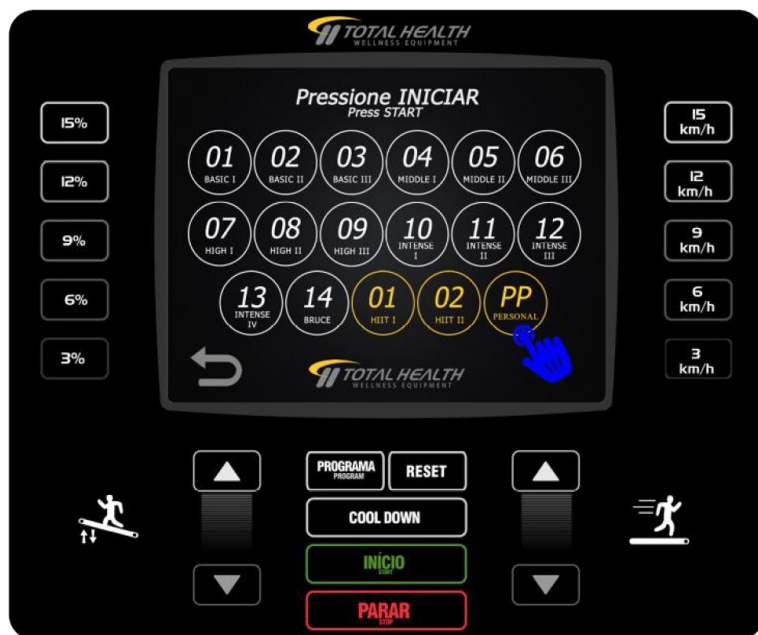 TOTAL HEALTH
WELLNESS EQUIPMENT
Pressione INICIAR
Press START
15%
12%
9%
6%
3%
01 BASIC I
02 BASIC II
03 BASIC III
04 MIDDLE I
05 MIDDLE II
06 MIDDLE III
07 HIGH I
08 HIGH II
09 HIGH III
10 INTENSE I
11 INTENSE II
12 INTENSE III
13 INTENSE IV
14 BRUCE
01 HIIT I
02 HIIT II
PP PERSONAL
TOTAL HEALTH
WELLNESS EQUIPMENT
15 km/h
12 km/h
9 km/h
6 km/h
3 km/h
PROGRAMA
PROGRAM
RESET
COOL DOWN
INÍCIO
START
PARAR
STOP